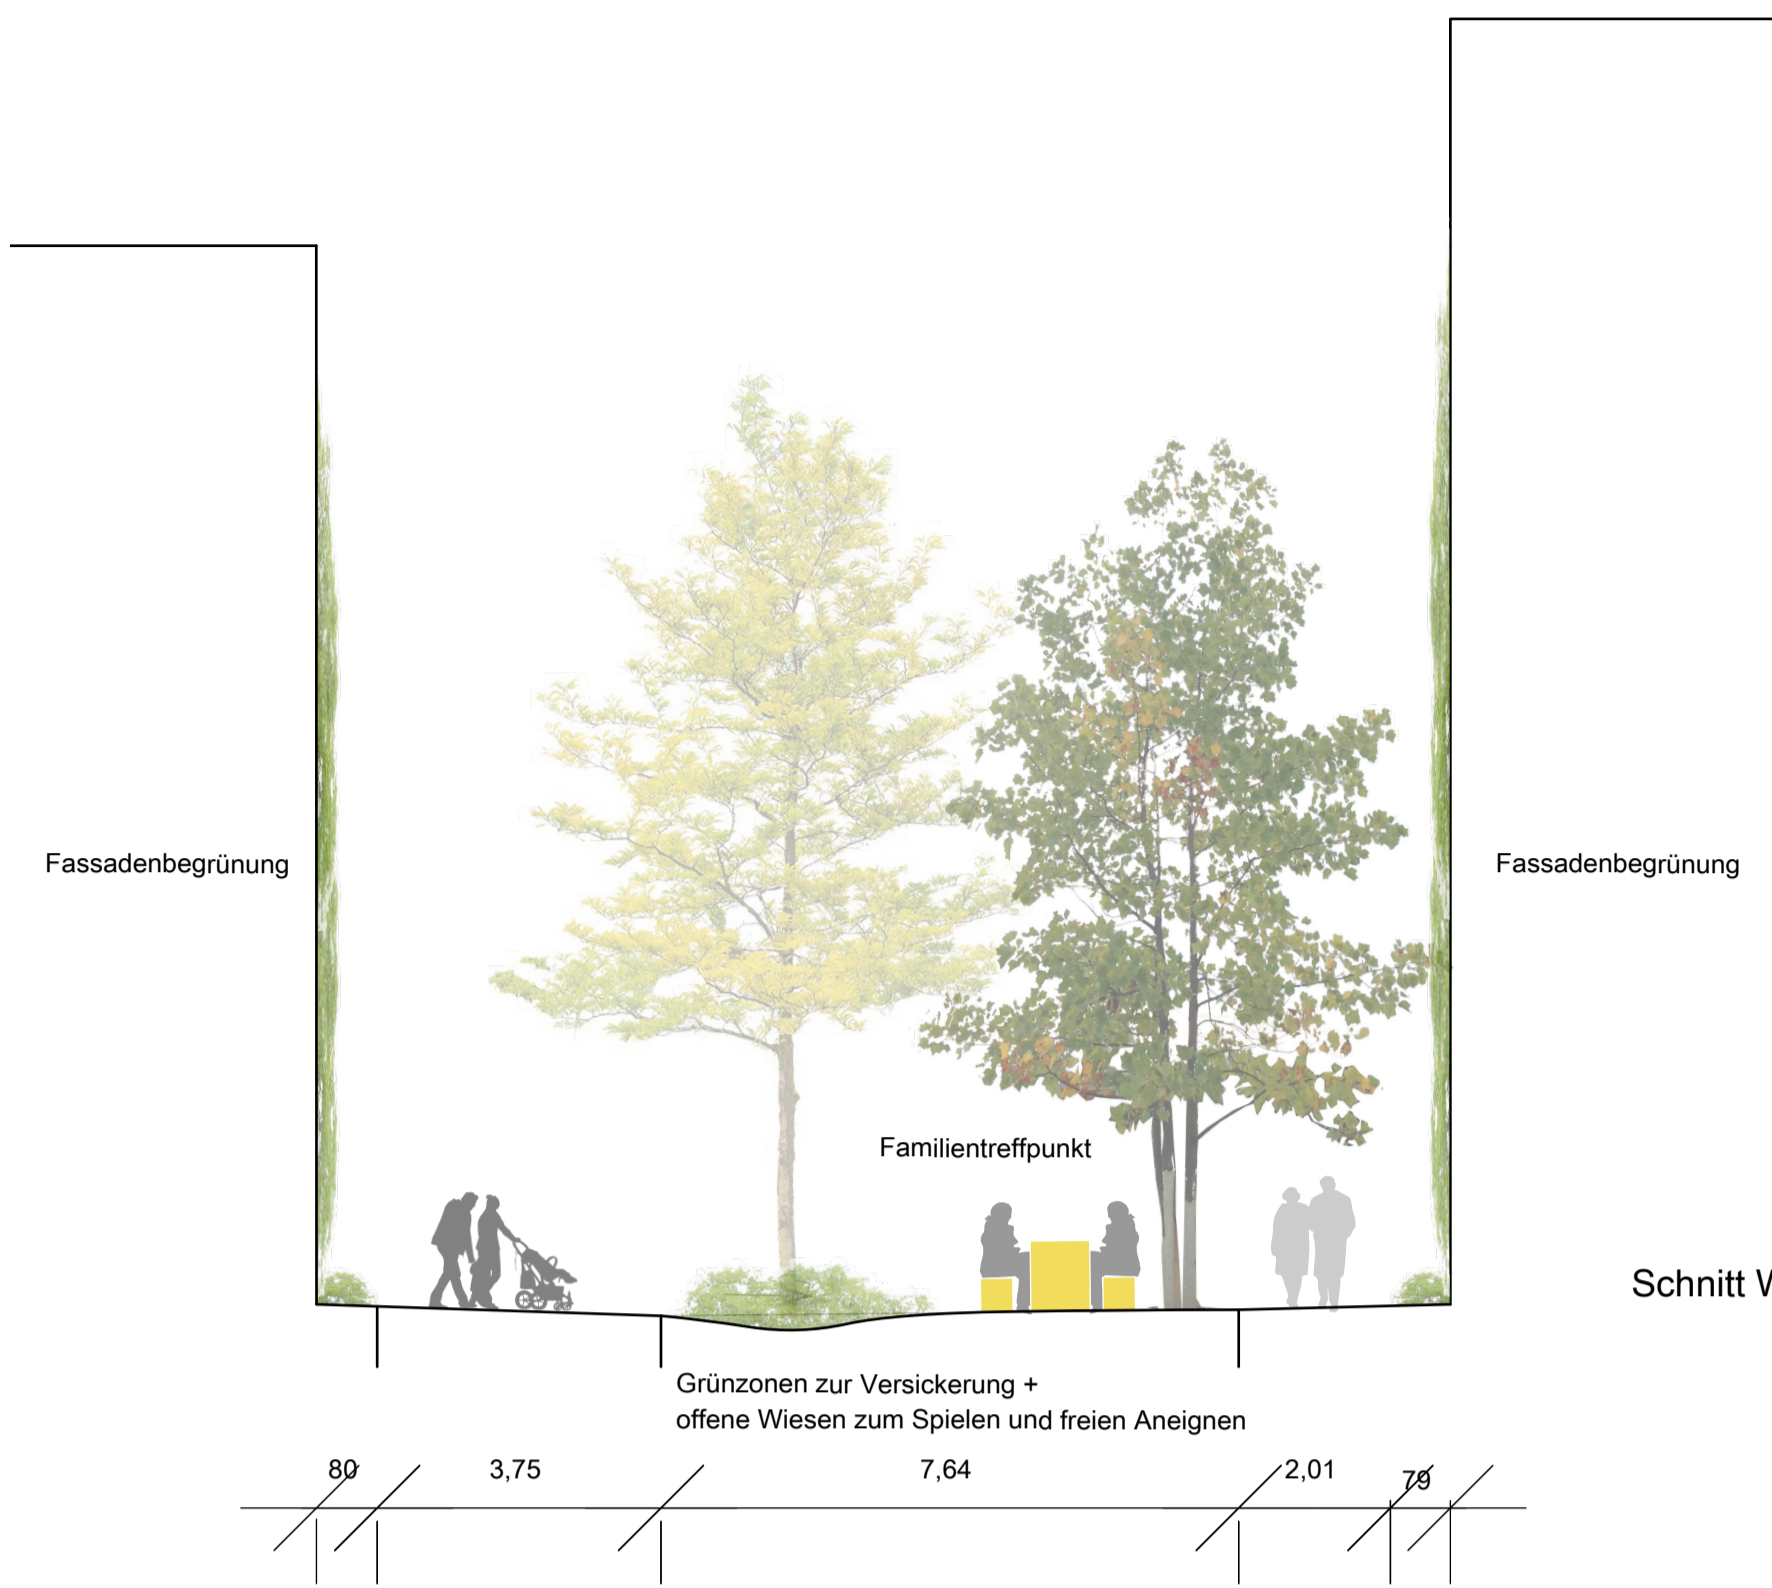 Fassadenbegrünung
Fassadenbegrünung
Familientreffpunkt
Schnitt W
Grünzonen zur Versickerung +
offene Wiesen zum Spielen und freien Aneignen
80 3,75 7,64 2,01 79